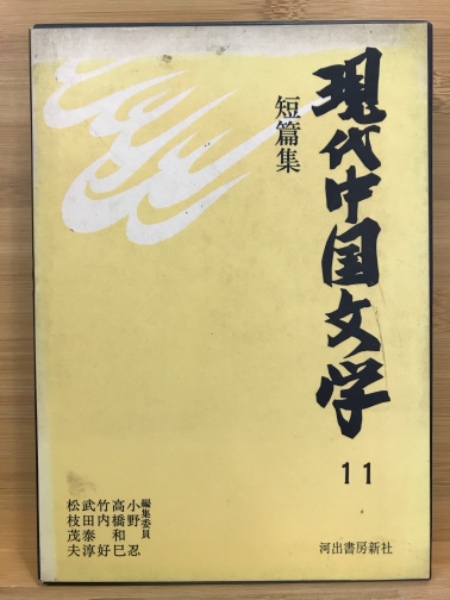 現代中国文学
短篇集
11
編集委員
小野忍
高橋和巳
竹内好
武田泰淳
松枝茂夫
河出書房新社